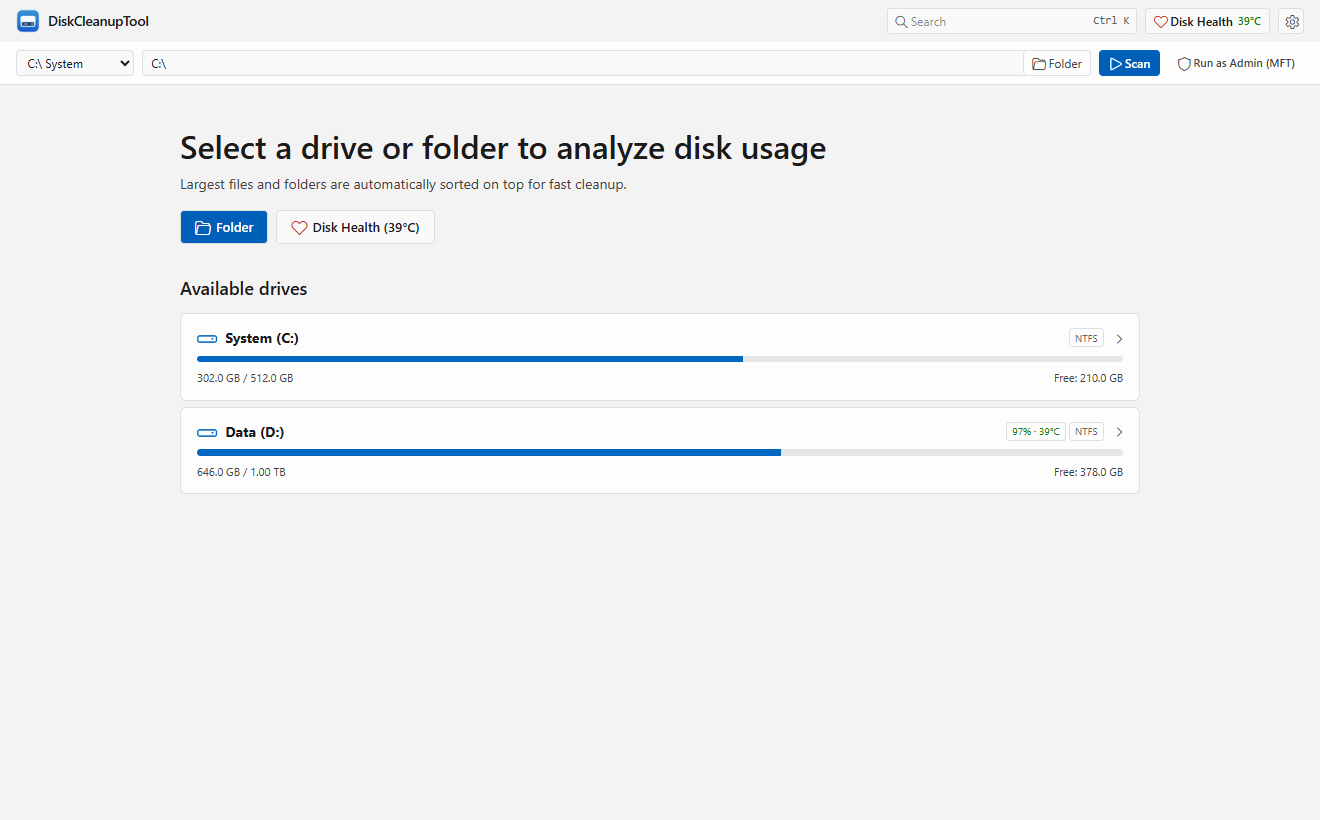 DiskCleanupTool
Search Ctrl K
Disk Health 39°C
C:\ System
C:\
Folder
Scan
Run as Admin (MFT)
Select a drive or folder to analyze disk usage
Largest files and folders are automatically sorted on top for fast cleanup.
Folder
Disk Health (39°C)
Available drives
System (C:)
NTFS
302.0 GB / 512.0 GB
Free: 210.0 GB
Data (D:)
97% · 39°C
NTFS
646.0 GB / 1.00 TB
Free: 378.0 GB